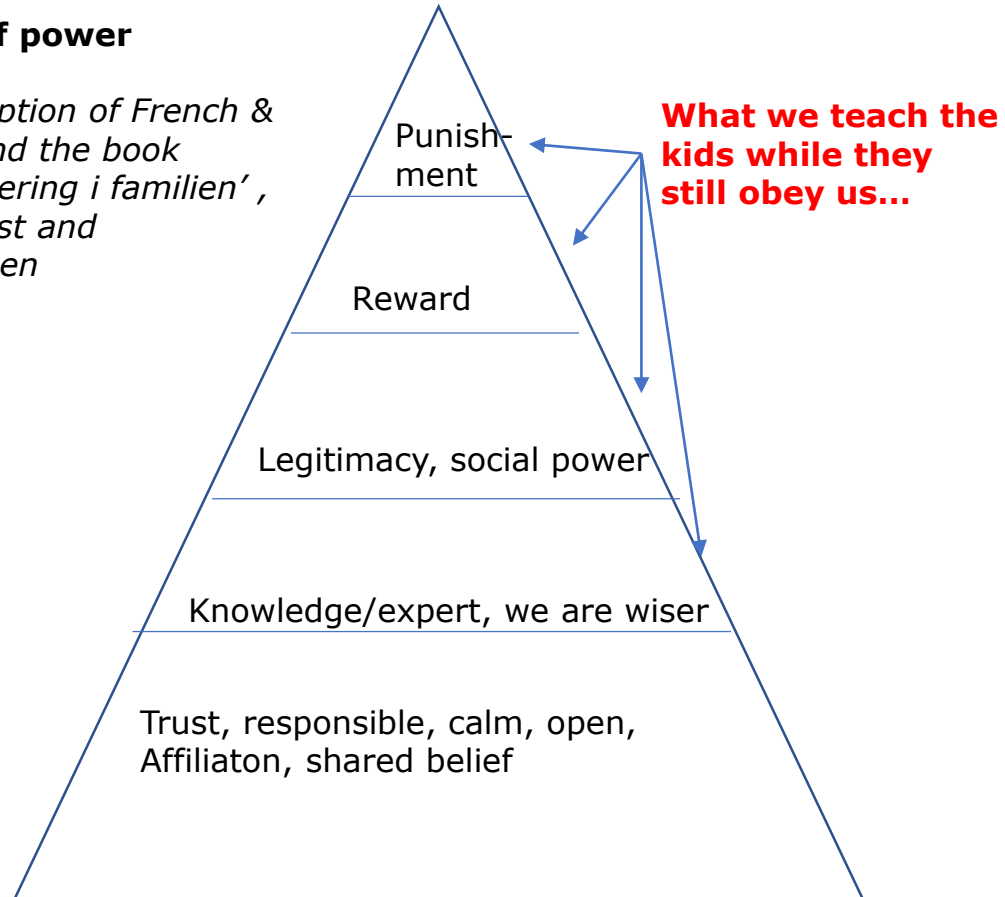 f power
ption of French &
nd the book
ering i familien’ ,
st and
en
What we teach the
kids while they
still obey us…
Punish-
ment
Reward
Legitimacy, social power
Knowledge/expert, we are wiser
Trust, responsible, calm, open,
Affiliaton, shared belief